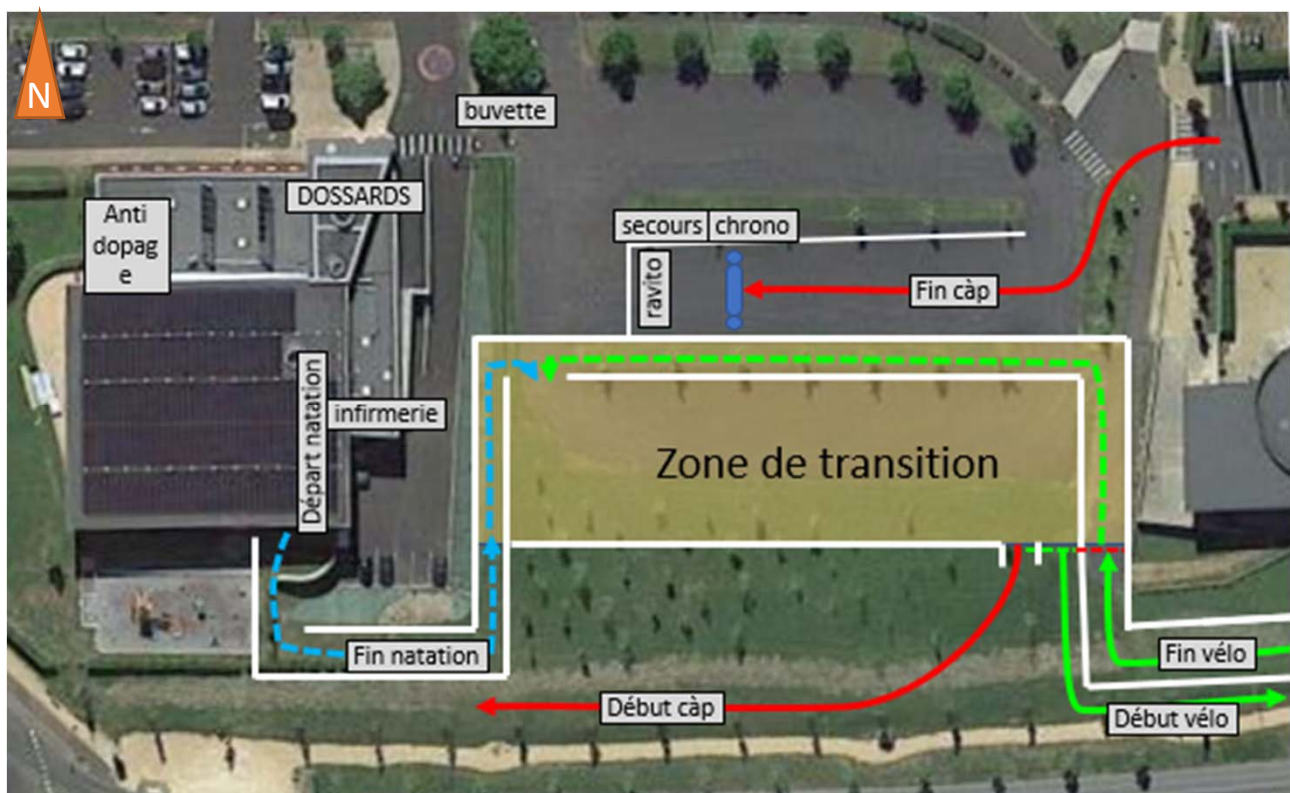 N
buvette
DOSSARDS
Anti
dopag
e
secours
chrono
ravito
Fin càp
Départ natation
infirmerie
Zone de transition
Fin natation
Fin vélo
Début càp
Début vélo